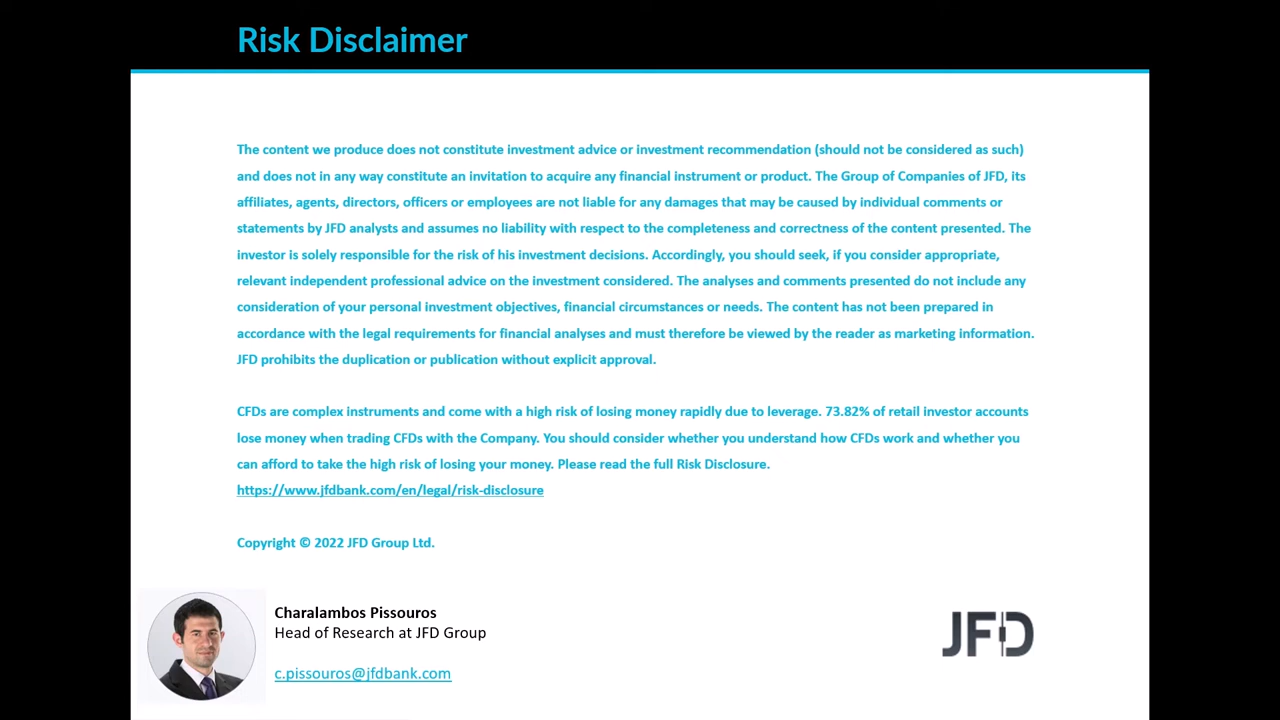 Risk Disclaimer
The content we produce does not constitute investment advice or investment recommendation (should not be considered as such)
and does not in any way constitute an invitation to acquire any financial instrument or product. The Group of Companies of JFD, its
affiliates, agents, directors, officers or employees are not liable for any damages that may be caused by individual comments or
statements by JFD analysts and assumes no liability with respect to the completeness and correctness of the content presented. The
investor is solely responsible for the risk of his investment decisions. Accordingly, you should seek, if you consider appropriate,
relevant independent professional advice on the investment considered. The analyses and comments presented do not include any
consideration of your personal investment objectives, financial circumstances or needs. The content has not been prepared in
accordance with the legal requirements for financial analyses and must therefore be viewed by the reader as marketing information.
JFD prohibits the duplication or publication without explicit approval.
CFDs are complex instruments and come with a high risk of losing money rapidly due to leverage. 73.82% of retail investor accounts
lose money when trading CFDs with the Company. You should consider whether you understand how CFDs work and whether you
can afford to take the high risk of losing your money. Please read the full Risk Disclosure.
https://www.jfdbank.com/en/legal/risk-disclosure
Copyright © 2022 JFD Group Ltd.
Charalambos Pissouros
Head of Research at JFD Group
c.pissouros@jfdbank.com
JFD